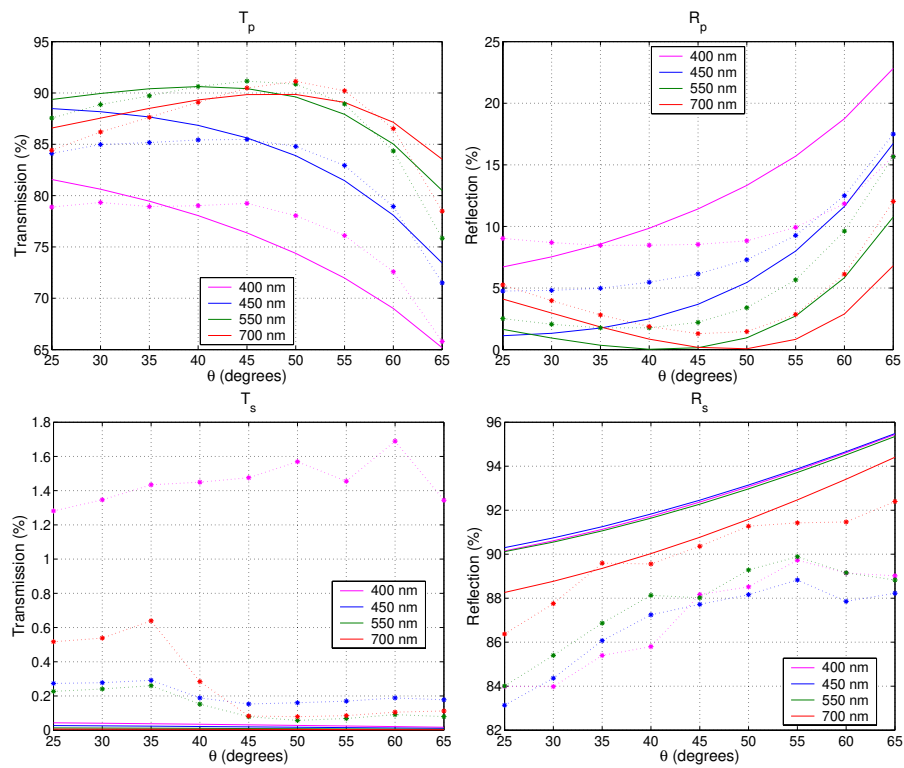 T_p
95
90
85
80
75
70
65
Transmission (%)
400 nm
450 nm
550 nm
700 nm
25 30 35 40 45 50 55 60 65
θ (degrees)
R_p
25
20
15
10
5
0
Reflection (%)
400 nm
450 nm
550 nm
700 nm
25 30 35 40 45 50 55 60 65
θ (degrees)
T_s
1.8
1.6
1.4
1.2
1
0.8
0.6
0.4
0.2
0
Transmission (%)
400 nm
450 nm
550 nm
700 nm
25 30 35 40 45 50 55 60 65
θ (degrees)
R_s
96
94
92
90
88
86
84
82
Reflection (%)
400 nm
450 nm
550 nm
700 nm
25 30 35 40 45 50 55 60 65
θ (degrees)